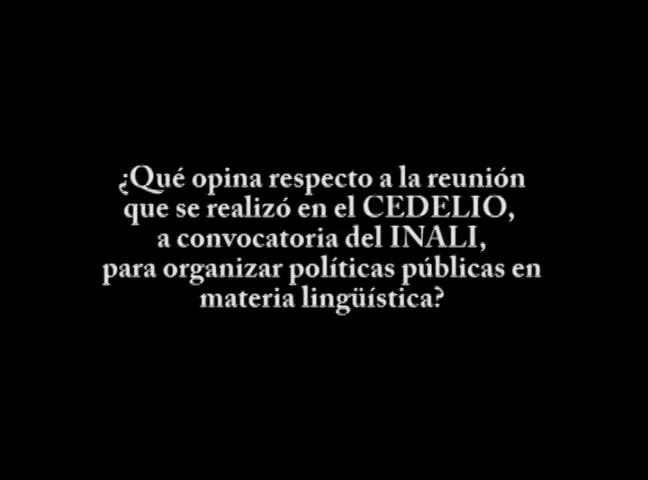 ¿Qué opina respecto a la reunión
que se realizó en el CEDELIO,
a convocatoria del INALI,
para organizar políticas públicas en
materia lingüística?